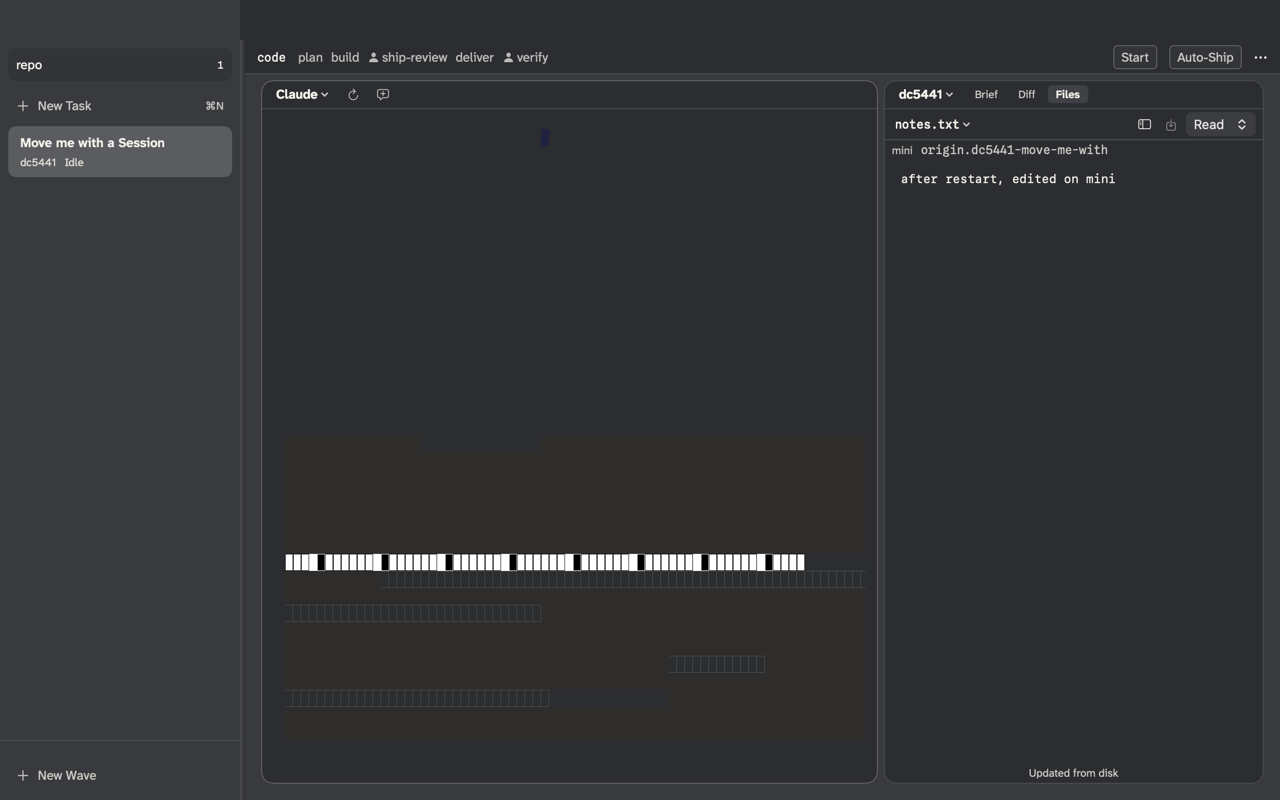 repo 1
New Task ⌘N
Move me with a Session
dc5441 Idle
New Wave
code plan build ship-review deliver verify Start Auto-Ship
Claude
dc5441 Brief Diff Files
notes.txt Read
mini origin.dc5441-move-me-with
after restart, edited on mini
Updated from disk